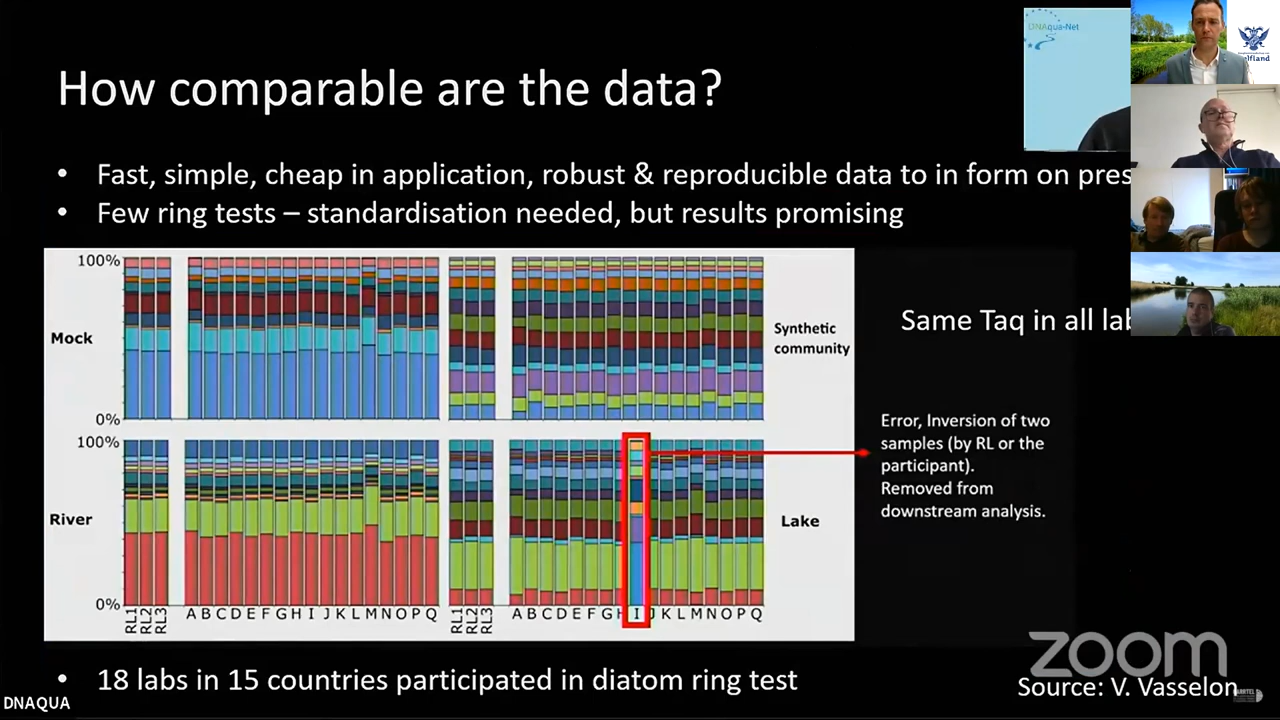 How comparable are the data?
DNAqua-Net
elfland
• Fast, simple, cheap in application, robust & reproducible data to in form on pres
• Few ring tests – standardisation needed, but results promising
100%
Mock
0%
Synthetic
community
Same Taq in all lab
100%
River
0%
Lake
RL1 RL2 RL3 A B C D E F G H I J K L M N O P Q
RL1 RL2 RL3 A B C D E F G H I J K L M N O P Q
Error, Inversion of two
samples (by RL or the
participant).
Removed from
downstream analysis.
• 18 labs in 15 countries participated in diatom ring test
zoom
Source: V. Vasselon
DNAQUA